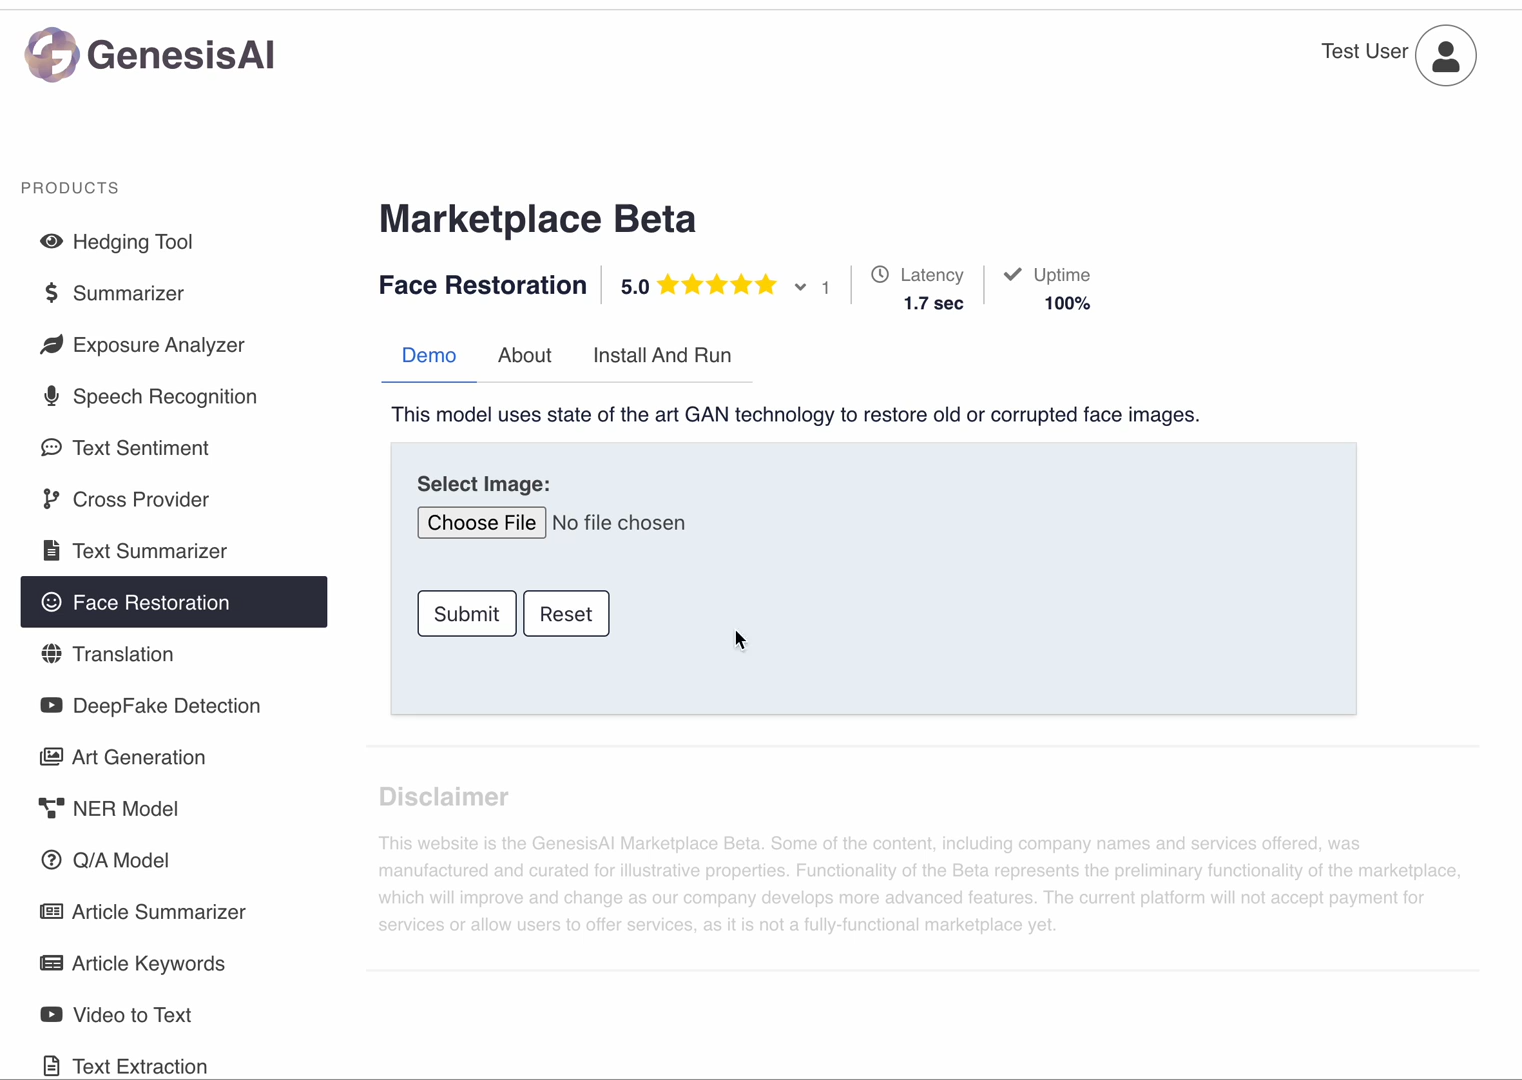 GenesisAI
Test User
PRODUCTS
Hedging Tool
Summarizer
Exposure Analyzer
Speech Recognition
Text Sentiment
Cross Provider
Text Summarizer
Face Restoration
Translation
DeepFake Detection
Art Generation
NER Model
Q/A Model
Article Summarizer
Article Keywords
Video to Text
Text Extraction
Marketplace Beta
Face Restoration
5.0
1
Latency
1.7 sec
Uptime
100%
Demo
About
Install And Run
This model uses state of the art GAN technology to restore old or corrupted face images.
Select Image:
Choose File No file chosen
Submit
Reset
Disclaimer
This website is the GenesisAI Marketplace Beta. Some of the content, including company names and services offered, was
manufactured and curated for illustrative properties. Functionality of the Beta represents the preliminary functionality of the marketplace,
which will improve and change as our company develops more advanced features. The current platform will not accept payment for
services or allow users to offer services, as it is not a fully-functional marketplace yet.